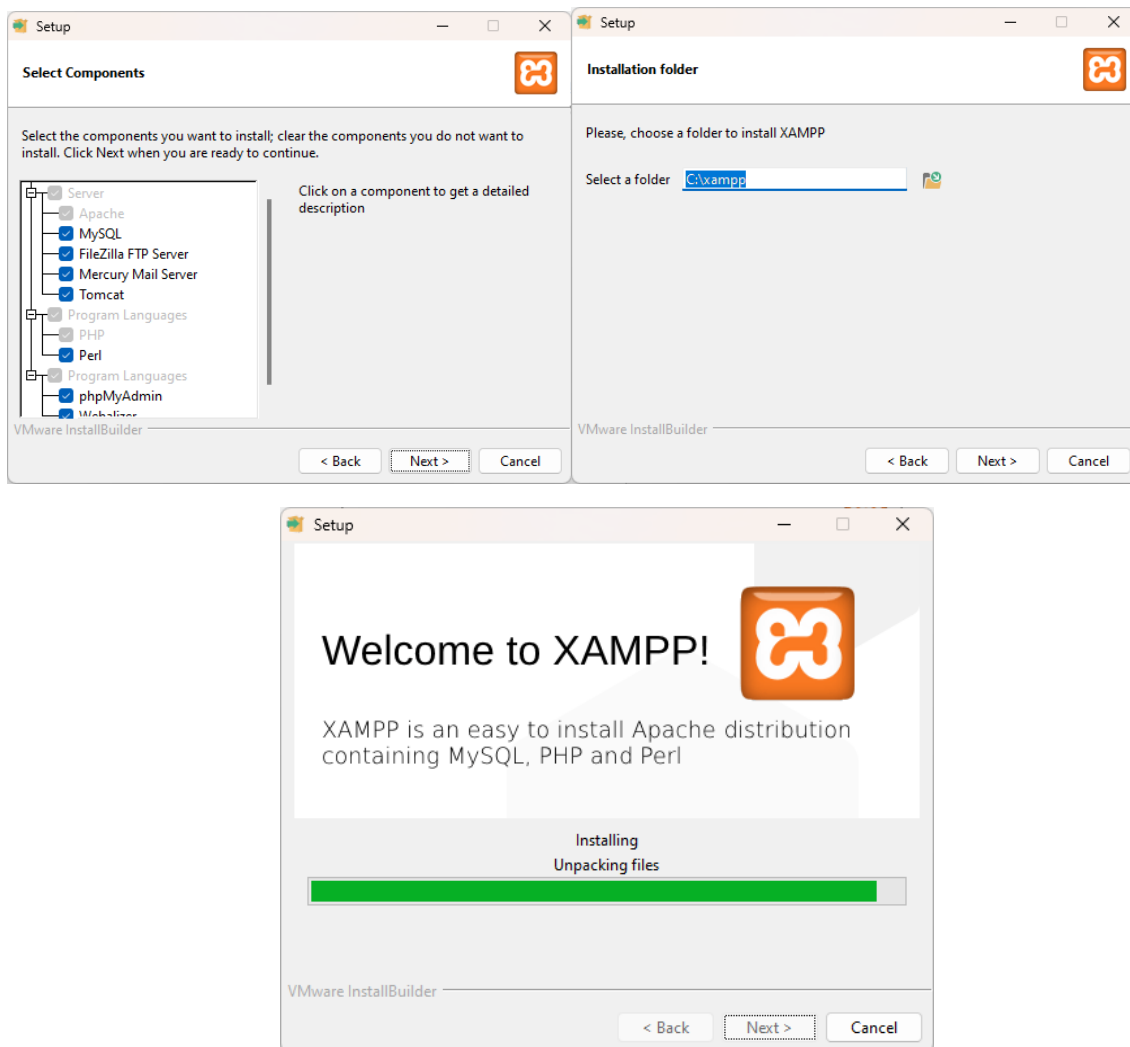 Setup
Select Components
Select the components you want to install; clear the components you do not want to
install. Click Next when you are ready to continue.
Server
Apache
MySQL
FileZilla FTP Server
Mercury Mail Server
Tomcat
Program Languages
PHP
Perl
Program Languages
phpMyAdmin
Webalizer
Click on a component to get a detailed
description
VMware InstallBuilder
< Back
Next >
Cancel
Setup
Installation folder
Please, choose a folder to install XAMPP
Select a folder
C:\xampp
VMware InstallBuilder
< Back
Next >
Cancel
Setup
Welcome to XAMPP!
XAMPP is an easy to install Apache distribution
containing MySQL, PHP and Perl
Installing
Unpacking files
VMware InstallBuilder
< Back
Next >
Cancel